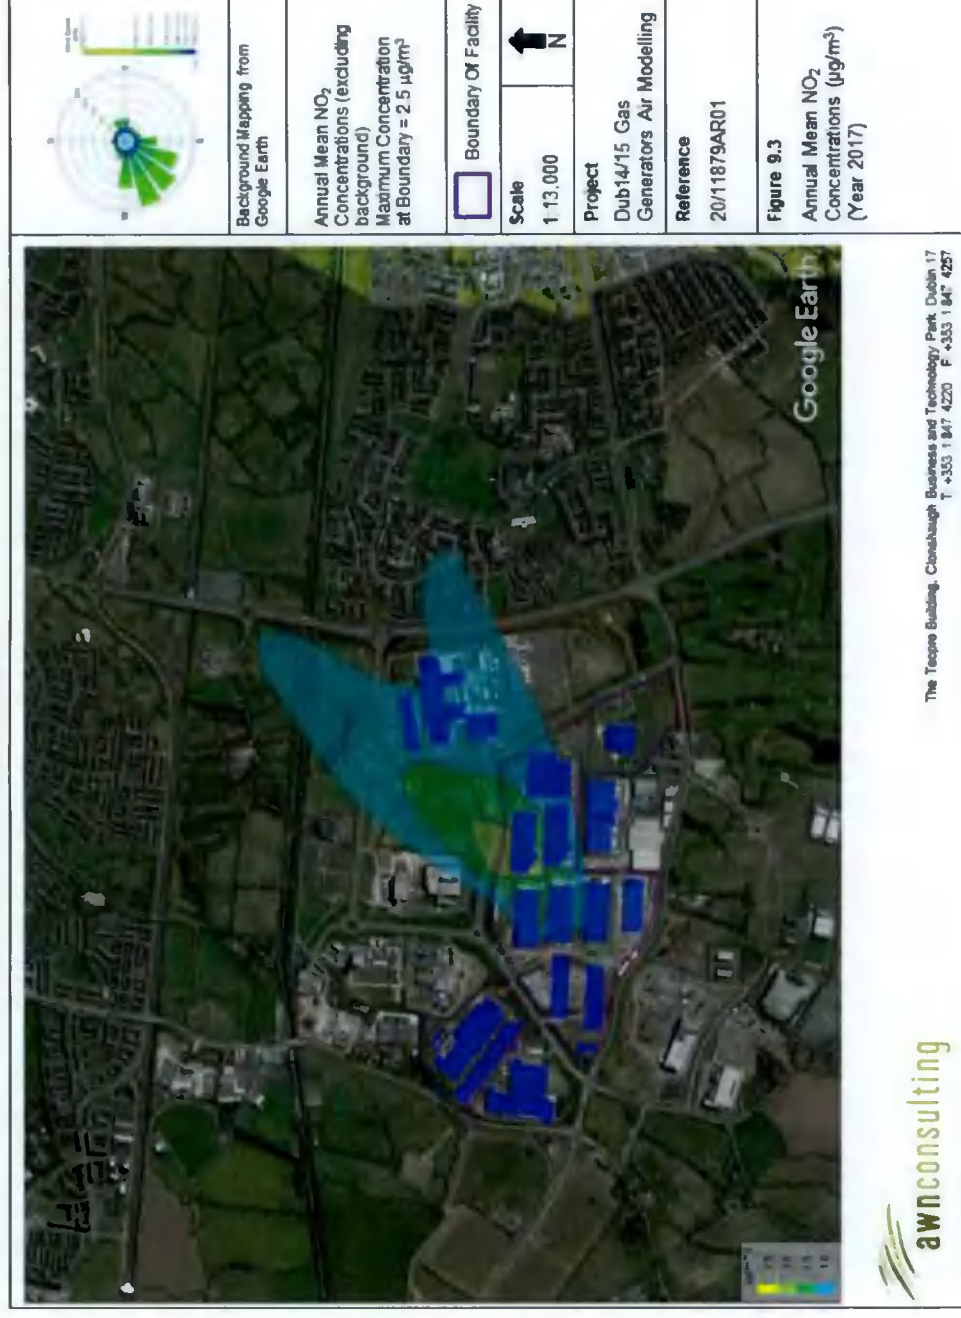 Background Mapping from
Google Earth
Annual Mean NO₂
Concentrations (excluding
background)
Maximum Concentration
at Boundary = 2.5 µg/m³
Boundary Of Facility
Scale
1:13,000
N
Project
Dub14/15 Gas
Generators Air Modelling
Reference
20/11879AR01
Figure 9.3
Annual Mean NO₂
Concentrations (µg/m³)
(Year 2017)
Google Earth
awnconsulting
The Tecpro Building, Clonshaugh Business and Technology Park, Dublin 17
T +353 1 847 4220 F +353 1 847 4257